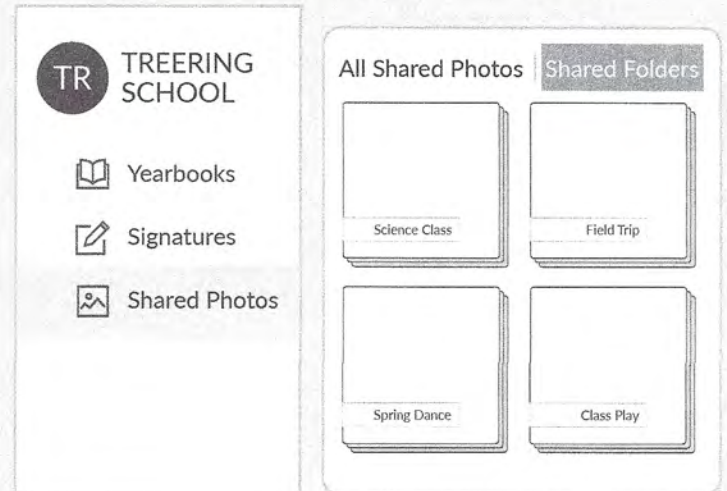 TR
TREERING
SCHOOL
Yearbooks
Signatures
Shared Photos
All Shared Photos
Shared Folders
Science Class
Field Trip
Spring Dance
Class Play